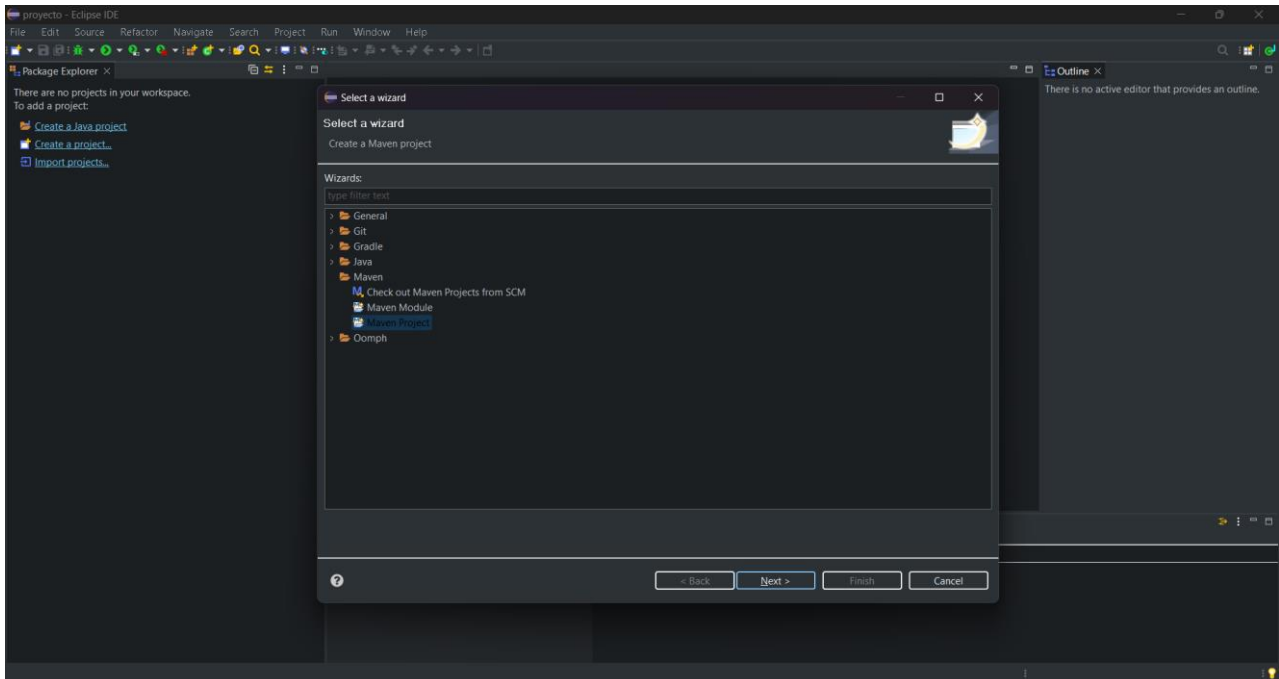 proyecto - Eclipse IDE
File Edit Source Refactor Navigate Search Project Run Window Help
Package Explorer
There are no projects in your workspace.
To add a project:
Create a Java project
Create a project...
Import projects...
Select a wizard
Select a wizard
Create a Maven project
Wizards:
type filter text
General
Git
Gradle
Java
Maven
Check out Maven Projects from SCM
Maven Module
Maven Project
Oomph
< Back Next > Finish Cancel
Outline
There is no active editor that provides an outline.